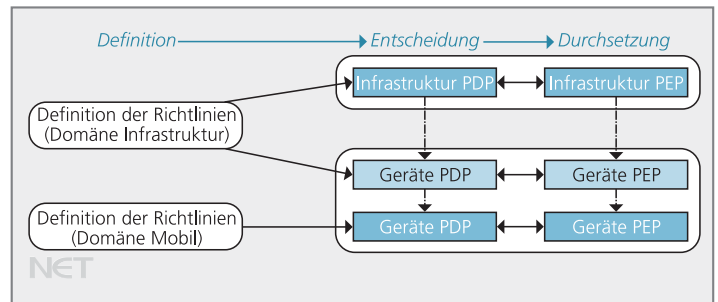 Definition
Entscheidung
Durchsetzung
Infrastruktur PDP
Infrastruktur PEP
Definition der Richtlinien
(Domäne Infrastruktur)
Geräte PDP
Geräte PEP
Definition der Richtlinien
(Domäne Mobil)
Geräte PDP
Geräte PEP
NET